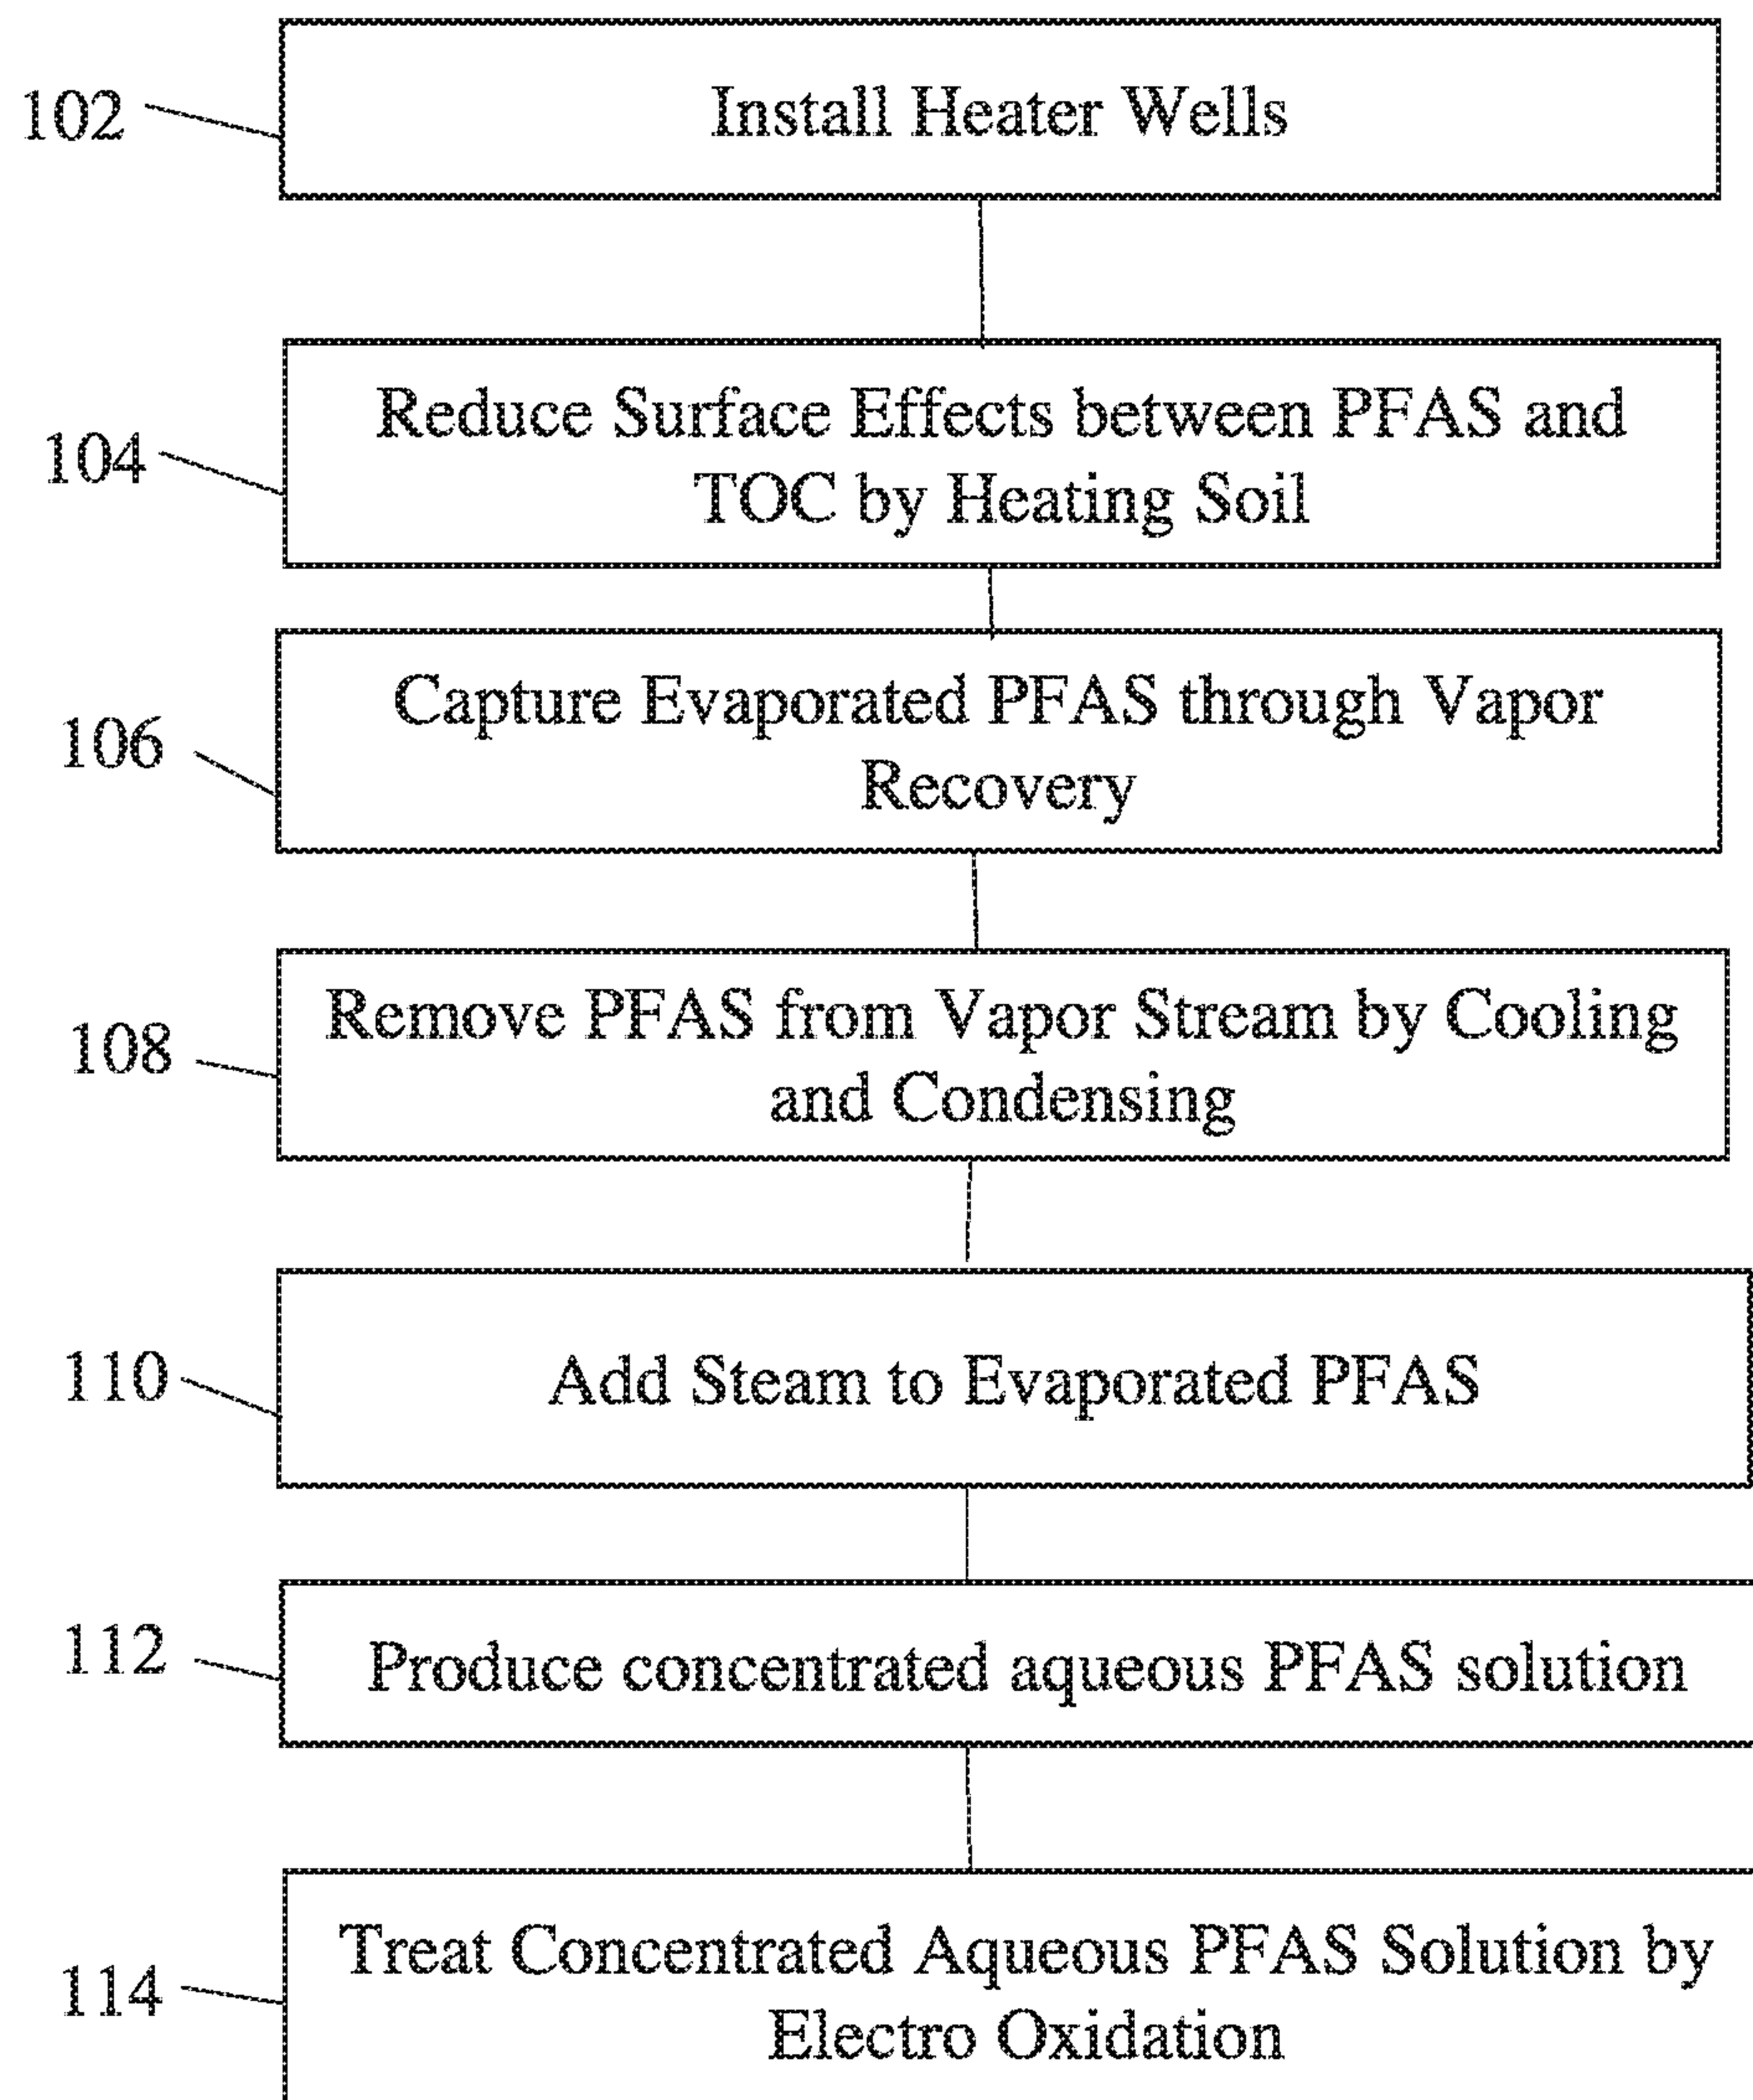 102
Install Heater Wells
104
Reduce Surface Effects between PFAS and
TOC by Heating Soil
106
Capture Evaporated PFAS through Vapor
Recovery
108
Remove PFAS from Vapor Stream by Cooling
and Condensing
110
Add Steam to Evaporated PFAS
112
Produce concentrated aqueous PFAS solution
114
Treat Concentrated Aqueous PFAS Solution by
Electro Oxidation